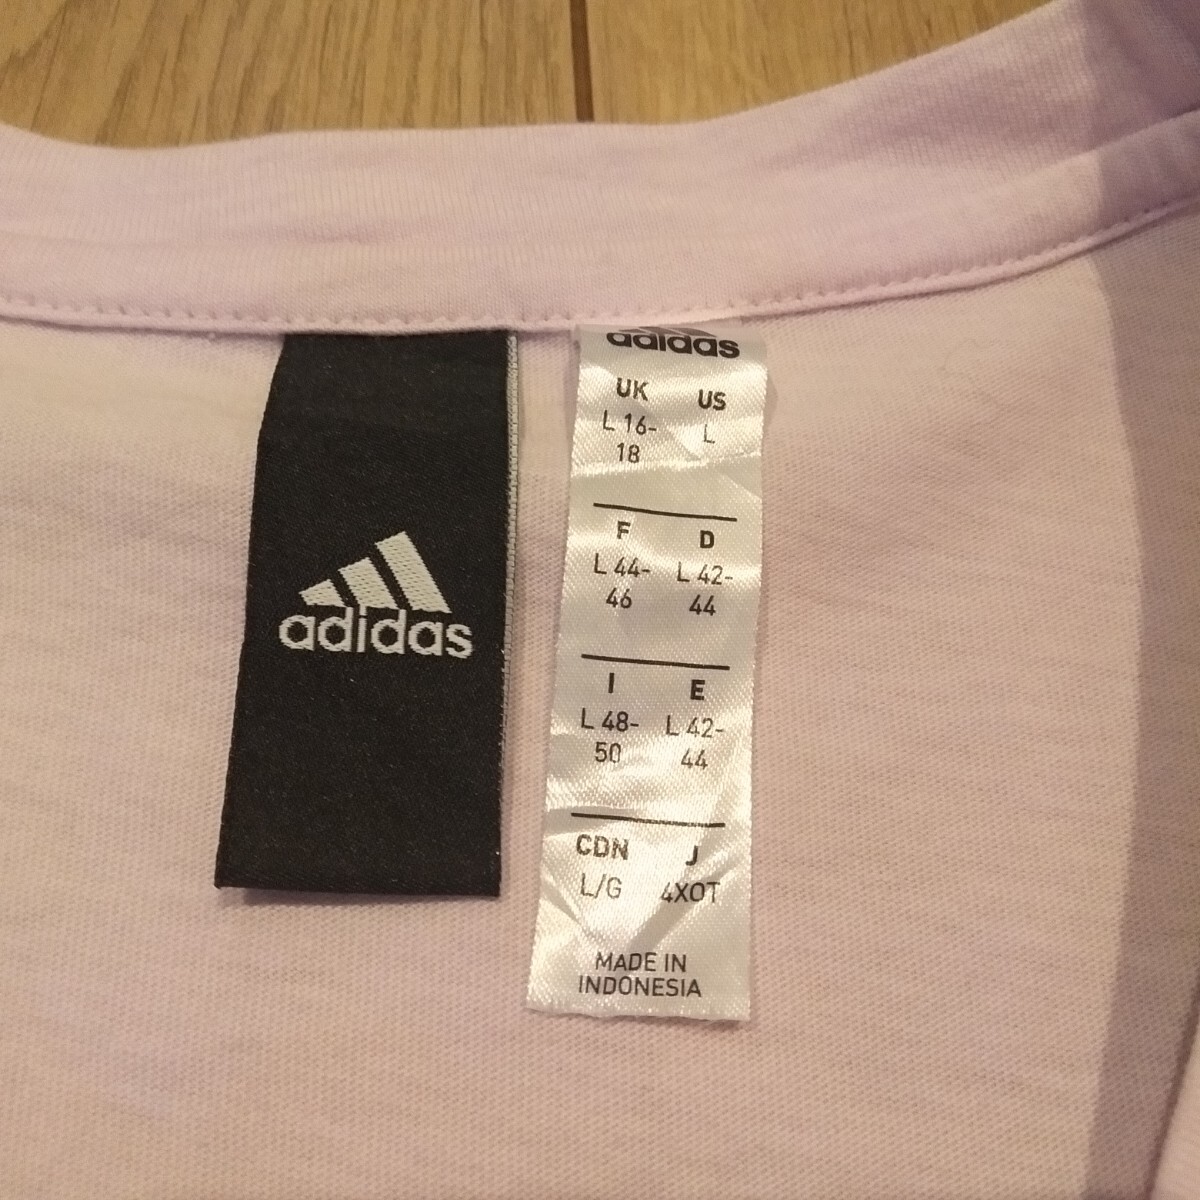 adidas
adidas
UK US
L 16- L
18
F D
L 44- L 42-
46 44
I E
L 48- L 42-
50 44
CDN J
L/G 4XOT
MADE IN
INDONESIA